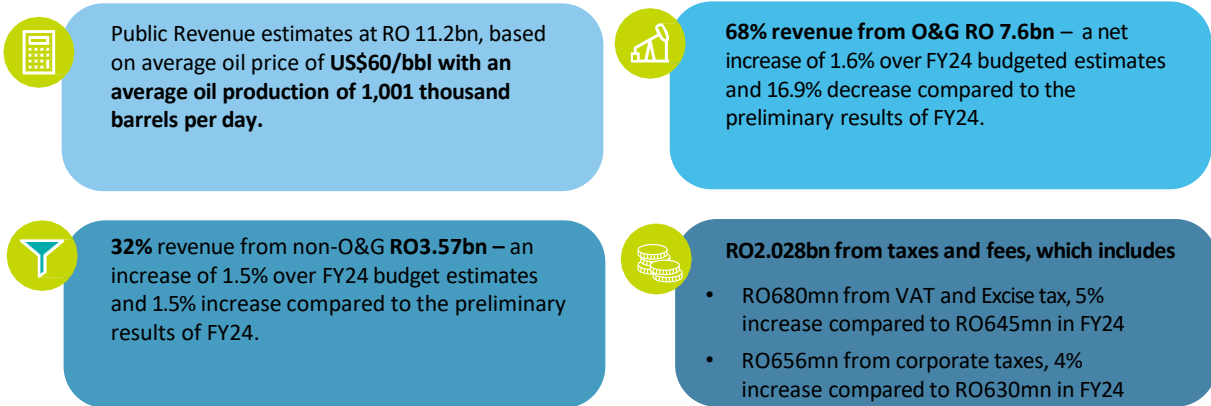 Public Revenue estimates at RO 11.2bn, based
on average oil price of US$60/bbl with an
average oil production of 1,001 thousand
barrels per day.
68% revenue from O&G RO 7.6bn – a net
increase of 1.6% over FY24 budgeted estimates
and 16.9% decrease compared to the
preliminary results of FY24.
32% revenue from non-O&G RO3.57bn – an
increase of 1.5% over FY24 budget estimates
and 1.5% increase compared to the preliminary
results of FY24.
RO2.028bn from taxes and fees, which includes
• RO680mn from VAT and Excise tax, 5%
increase compared to RO645mn in FY24
• RO656mn from corporate taxes, 4%
increase compared to RO630mn in FY24